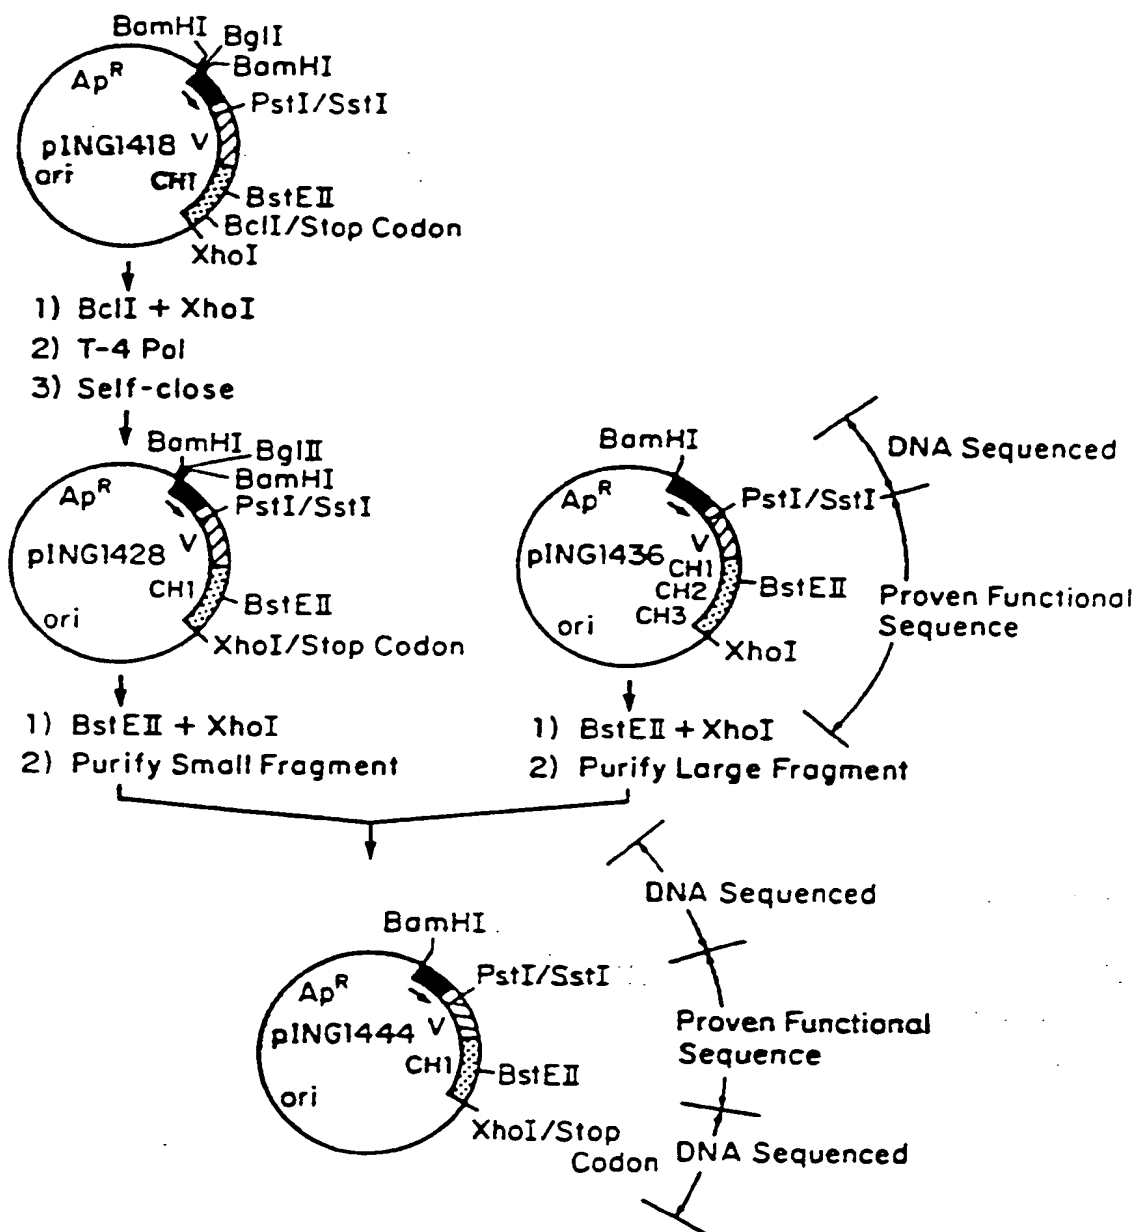 BamHI
BglI
BamHI
Ap^R
PstI/SstI
pING1418
V
ori
CH1
BstEII
BclI/Stop Codon
XhoI
1) BclI + XhoI
2) T-4 Pol
3) Self-close
BamHI
BglII
BamHI
Ap^R
PstI/SstI
pING1428
V
CH1
ori
BstEII
XhoI/Stop Codon
1) BstEII + XhoI
2) Purify Small Fragment
BamHI
Ap^R
PstI/SstI
pING1436
V
CH1
CH2
CH3
ori
BstEII
XhoI
DNA Sequenced
Proven Functional
Sequence
1) BstEII + XhoI
2) Purify Large Fragment
BamHI
Ap^R
PstI/SstI
pING1444
V
CH1
ori
BstEII
XhoI/Stop
Codon
DNA Sequenced
Proven Functional
Sequence
DNA Sequenced